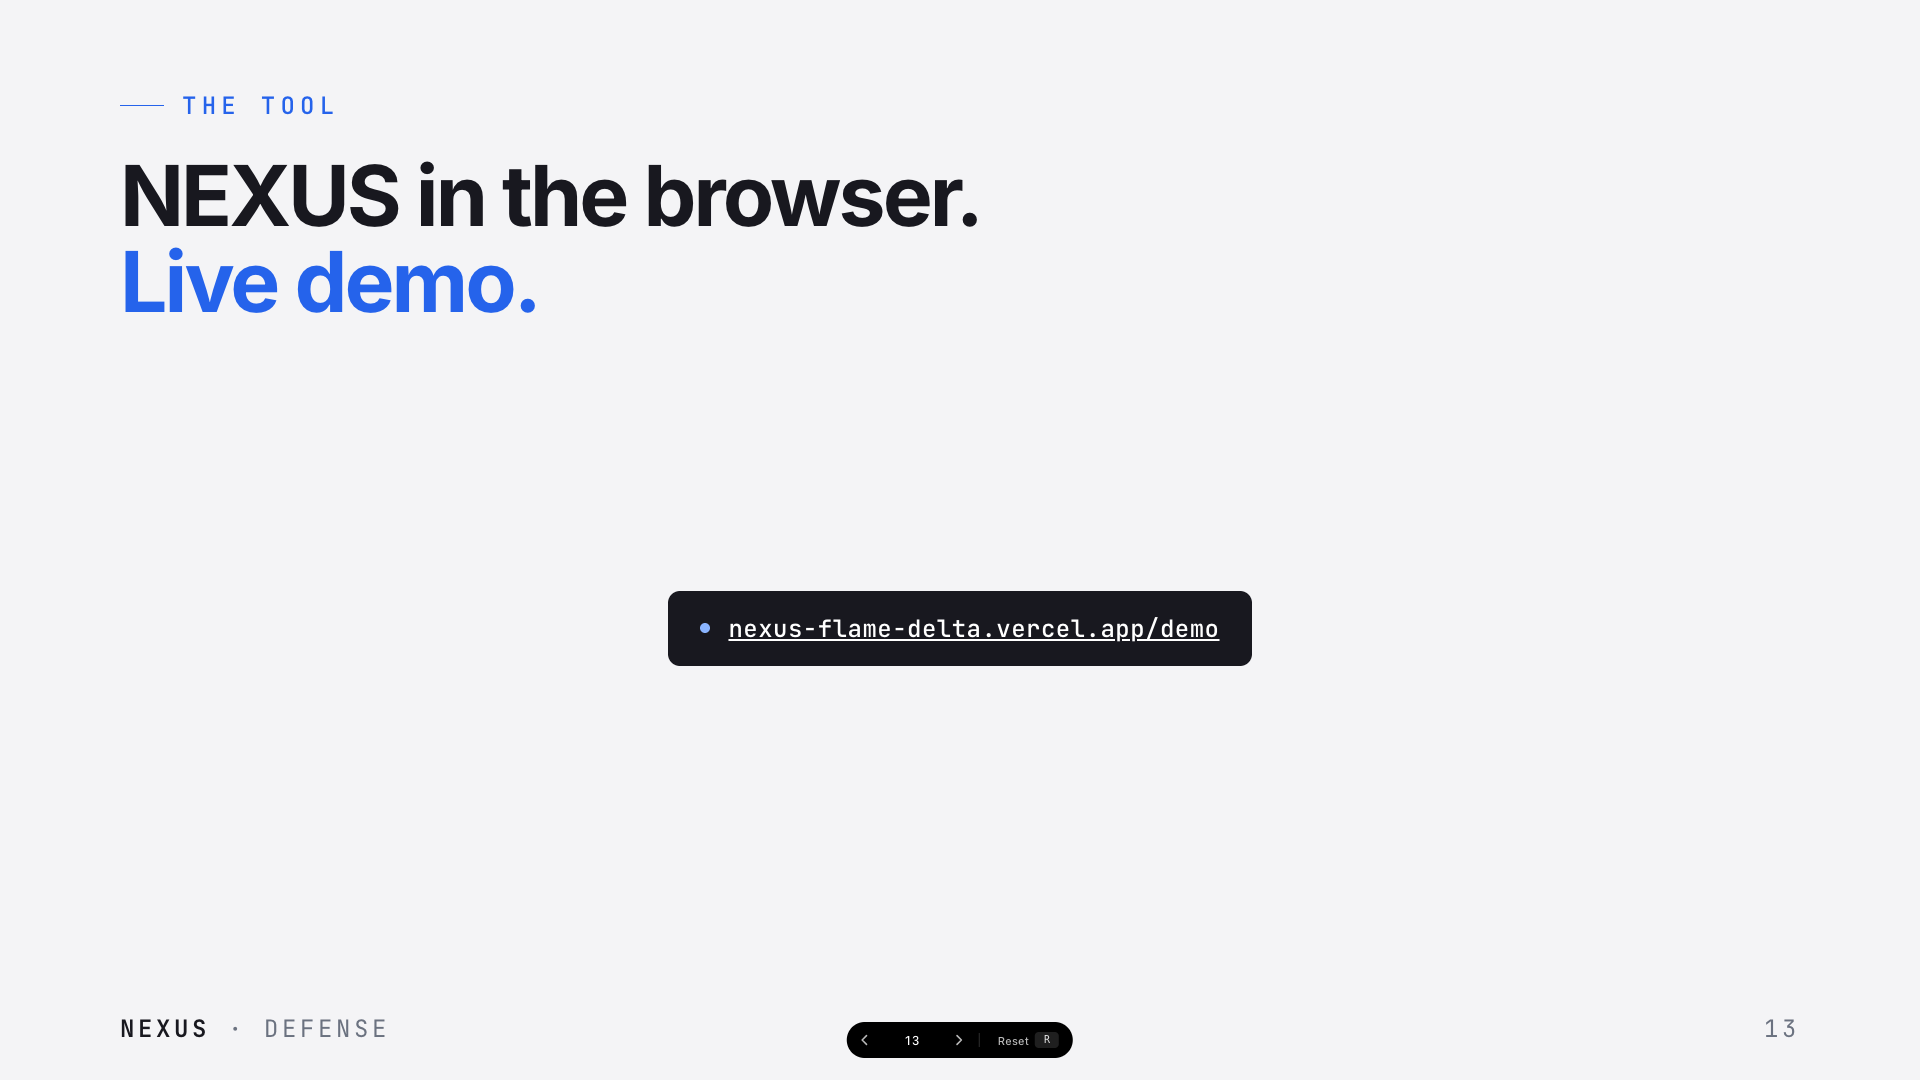 THE TOOL
NEXUS in the browser.
Live demo.
nexus-flame-delta.vercel.app/demo
NEXUS · DEFENSE
13 Reset R
13